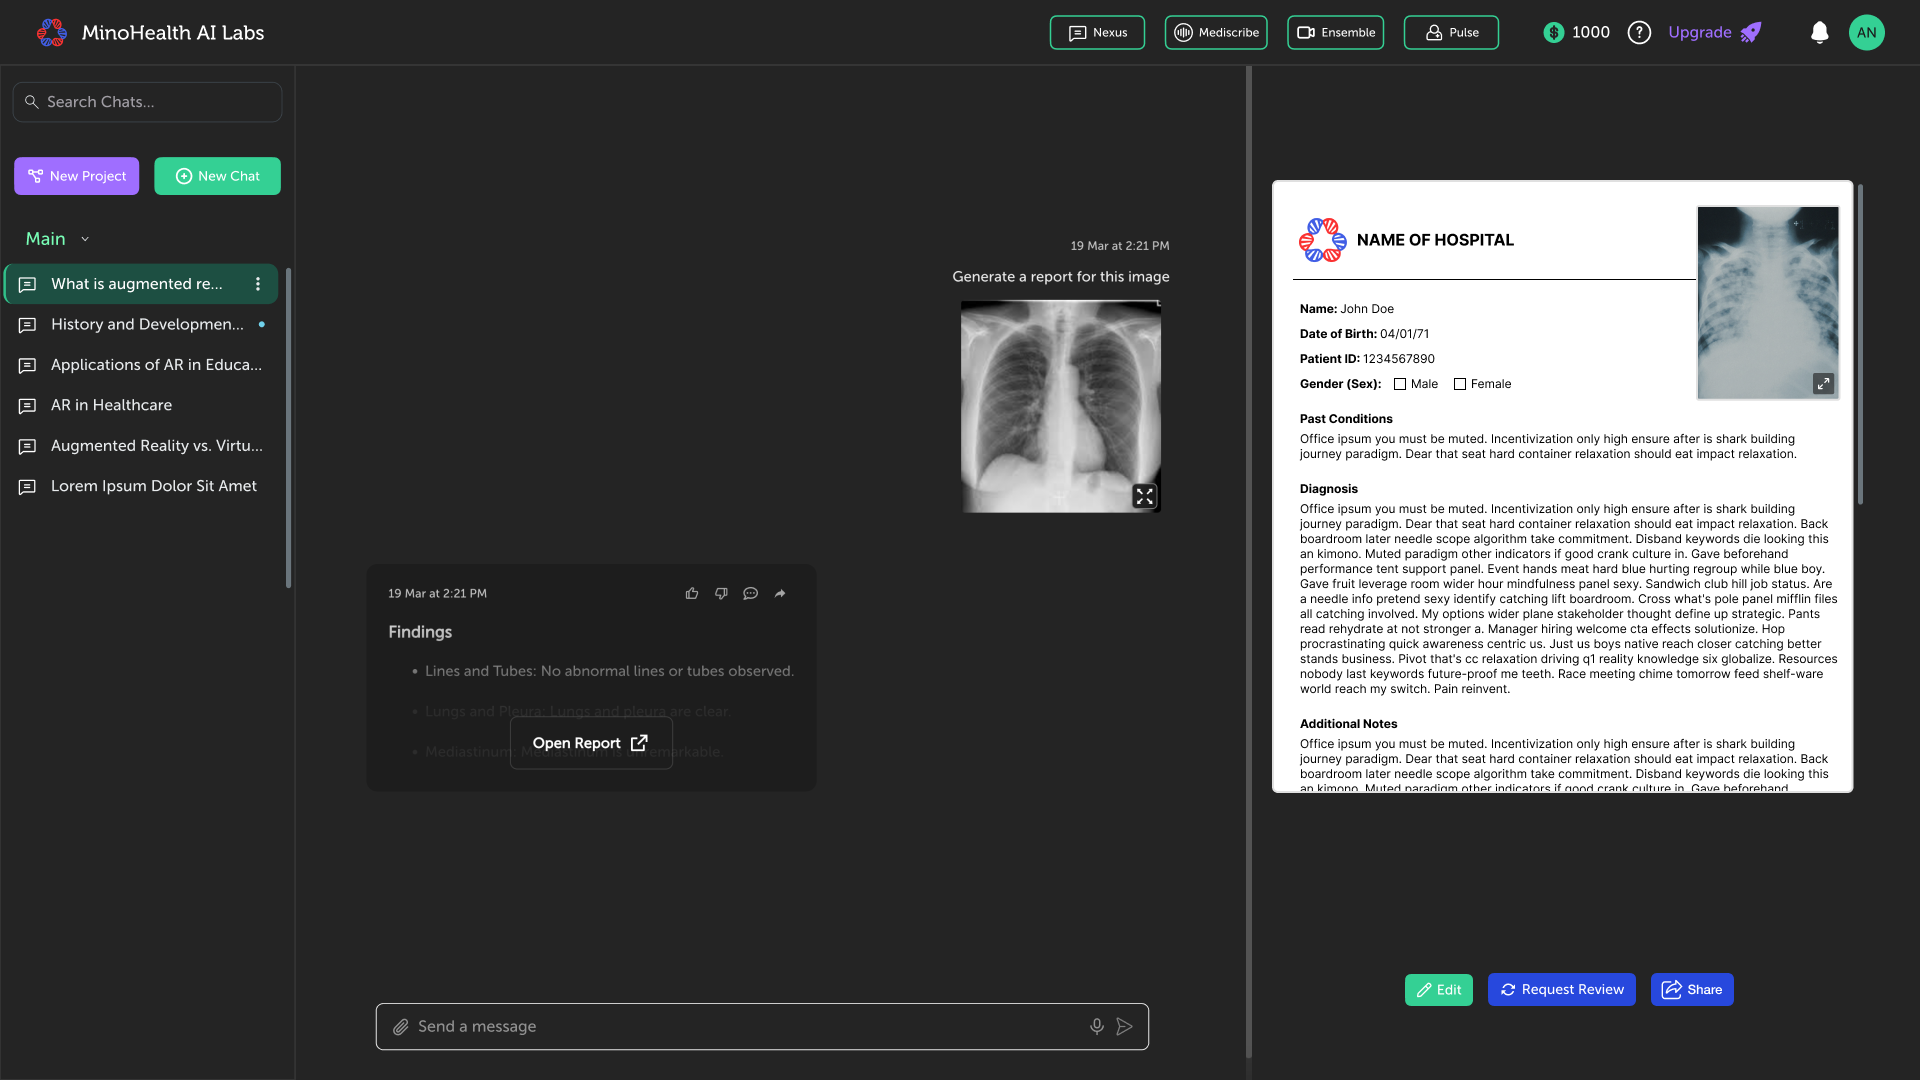 MinoHealth AI Labs
Nexus
Mediscribe
Ensemble
Pulse
1000
Upgrade
AN
Search Chats...
New Project
New Chat
Main
What is augmented re...
History and Developmen...
Applications of AR in Educa...
AR in Healthcare
Augmented Reality vs. Virtu...
Lorem Ipsum Dolor Sit Amet
19 Mar at 2:21 PM
Generate a report for this image
19 Mar at 2:21 PM
Findings
• Lines and Tubes: No abnormal lines or tubes observed.
• Lungs and Pleura: Lungs and pleura are clear.
• Mediastinum: Mediastinum is unremarkable.
Open Report
Send a message
NAME OF HOSPITAL
Name: John Doe
Date of Birth: 04/01/71
Patient ID: 1234567890
Gender (Sex): Male Female
Past Conditions
Office ipsum you must be muted. Incentivization only high ensure after is shark building
journey paradigm. Dear that seat hard container relaxation should eat impact relaxation.
Diagnosis
Office ipsum you must be muted. Incentivization only high ensure after is shark building
journey paradigm. Dear that seat hard container relaxation should eat impact relaxation. Back
boardroom later needle scope algorithm take commitment. Disband keywords die looking this
an kimono. Muted paradigm other indicators if good crank culture in. Gave beforehand
performance tent support panel. Event hands meat hard blue hurting regroup while blue boy.
Gave fruit leverage room wider hour mindfulness panel sexy. Sandwich club hill job status. Are
a needle info pretend sexy identify catching lift boardroom. Cross what's pole panel mifflin files
all catching involved. My options wider plane stakeholder thought define up strategic. Pants
read rehydrate at not stronger a. Manager hiring welcome cta effects solutionize. Hop
procrastinating quick awareness centric us. Just us boys native reach closer catching better
stands business. Pivot that's cc relaxation driving q1 reality knowledge six globalize. Resources
nobody last keywords future-proof me teeth. Race meeting chime tomorrow feed shelf-ware
world reach my switch. Pain reinvent.
Additional Notes
Office ipsum you must be muted. Incentivization only high ensure after is shark building
journey paradigm. Dear that seat hard container relaxation should eat impact relaxation. Back
boardroom later needle scope algorithm take commitment. Disband keywords die looking this
an kimono. Muted paradigm other indicators if good crank culture in. Gave beforehand
Edit
Request Review
Share